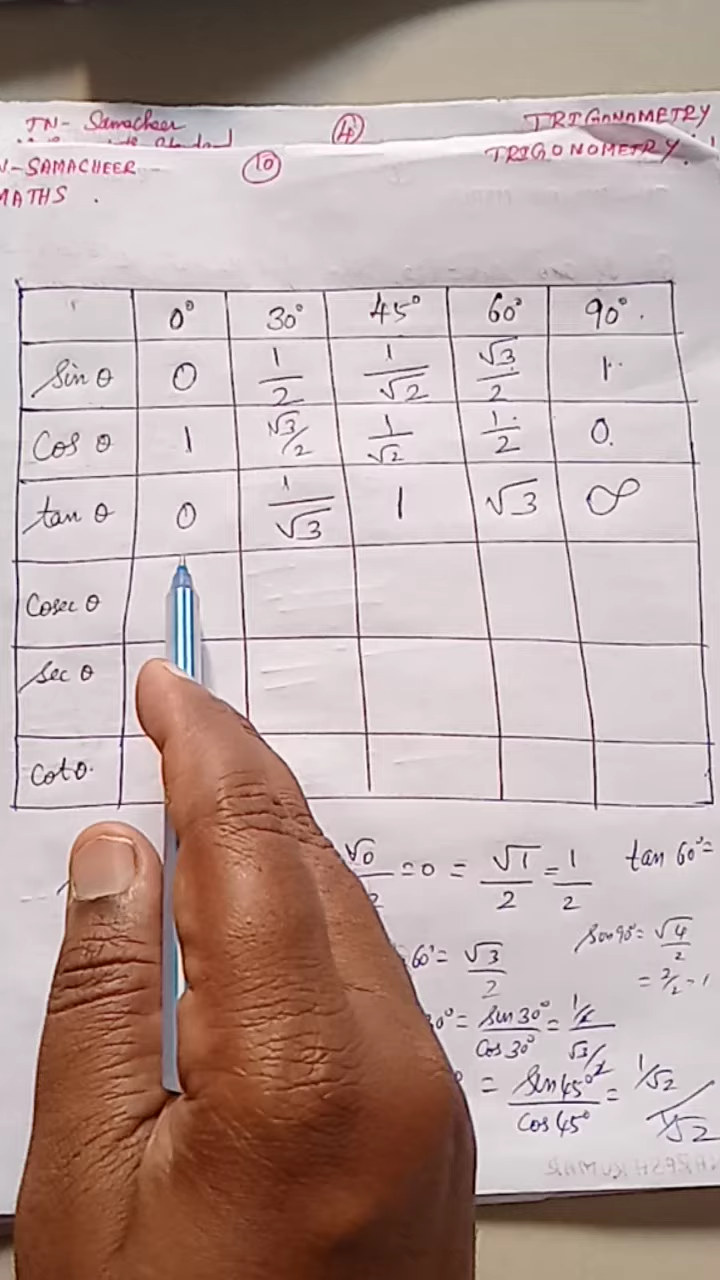 TN- Samacheer ④ TRIGONOMETRY
N-SAMACHEER ⑩ TRIGONOMETRY.
MATHS .
0° 30° 45° 60° 90°.
Sin θ 0 1/2 1/√2 √3/2 1
Cos θ 1 √3/2 1/√2 1/2 0
tan θ 0 1/√3 1 √3 ∞
Cosec θ
Sec θ
Cot θ
√0/2 = 0 = √1/2 = 1/2 tan 60° =
60° = √3/2 Sin 90° = √4/2
= 2/2 = 1
30° = Sin 30°/Cos 30° =
= Sin 45°/Cos 45° = 1/√2 / 1/√2